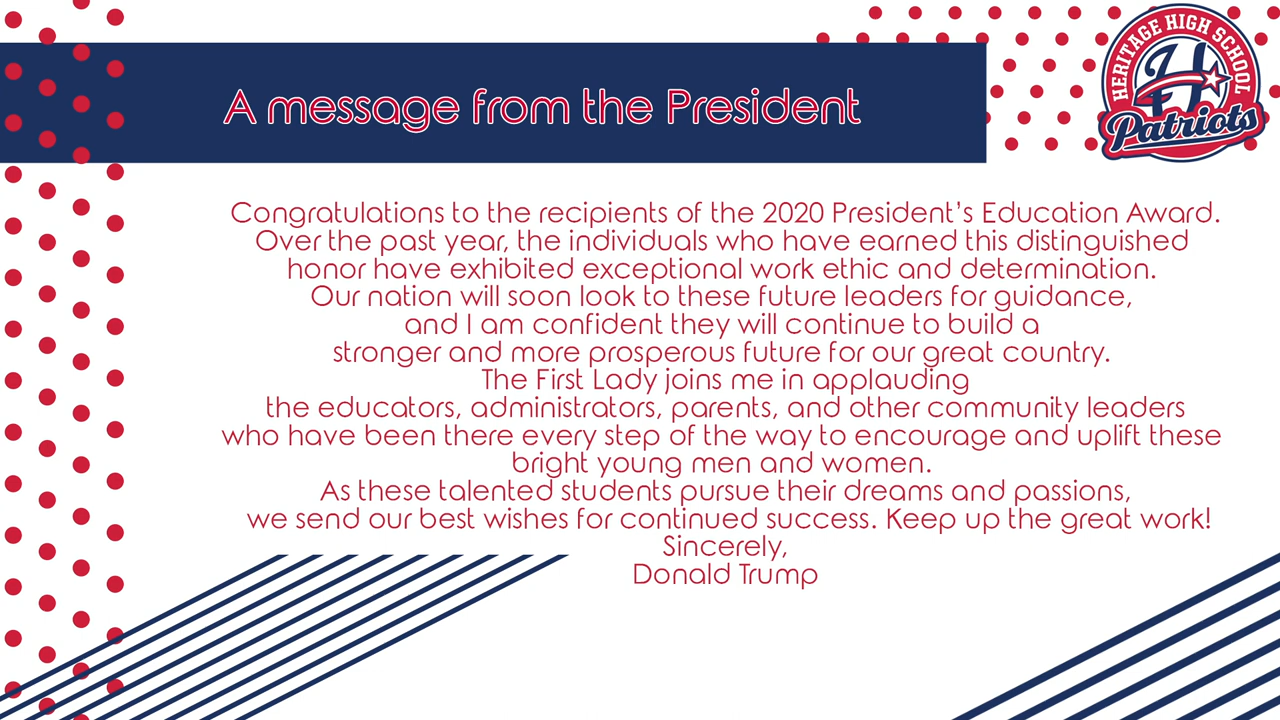 A message from the President
HERITAGE HIGH SCHOOL
H
Patriots
Congratulations to the recipients of the 2020 President's Education Award.
Over the past year, the individuals who have earned this distinguished
honor have exhibited exceptional work ethic and determination.
Our nation will soon look to these future leaders for guidance,
and I am confident they will continue to build a
stronger and more prosperous future for our great country.
The First Lady joins me in applauding
the educators, administrators, parents, and other community leaders
who have been there every step of the way to encourage and uplift these
bright young men and women.
As these talented students pursue their dreams and passions,
we send our best wishes for continued success. Keep up the great work!
Sincerely,
Donald Trump